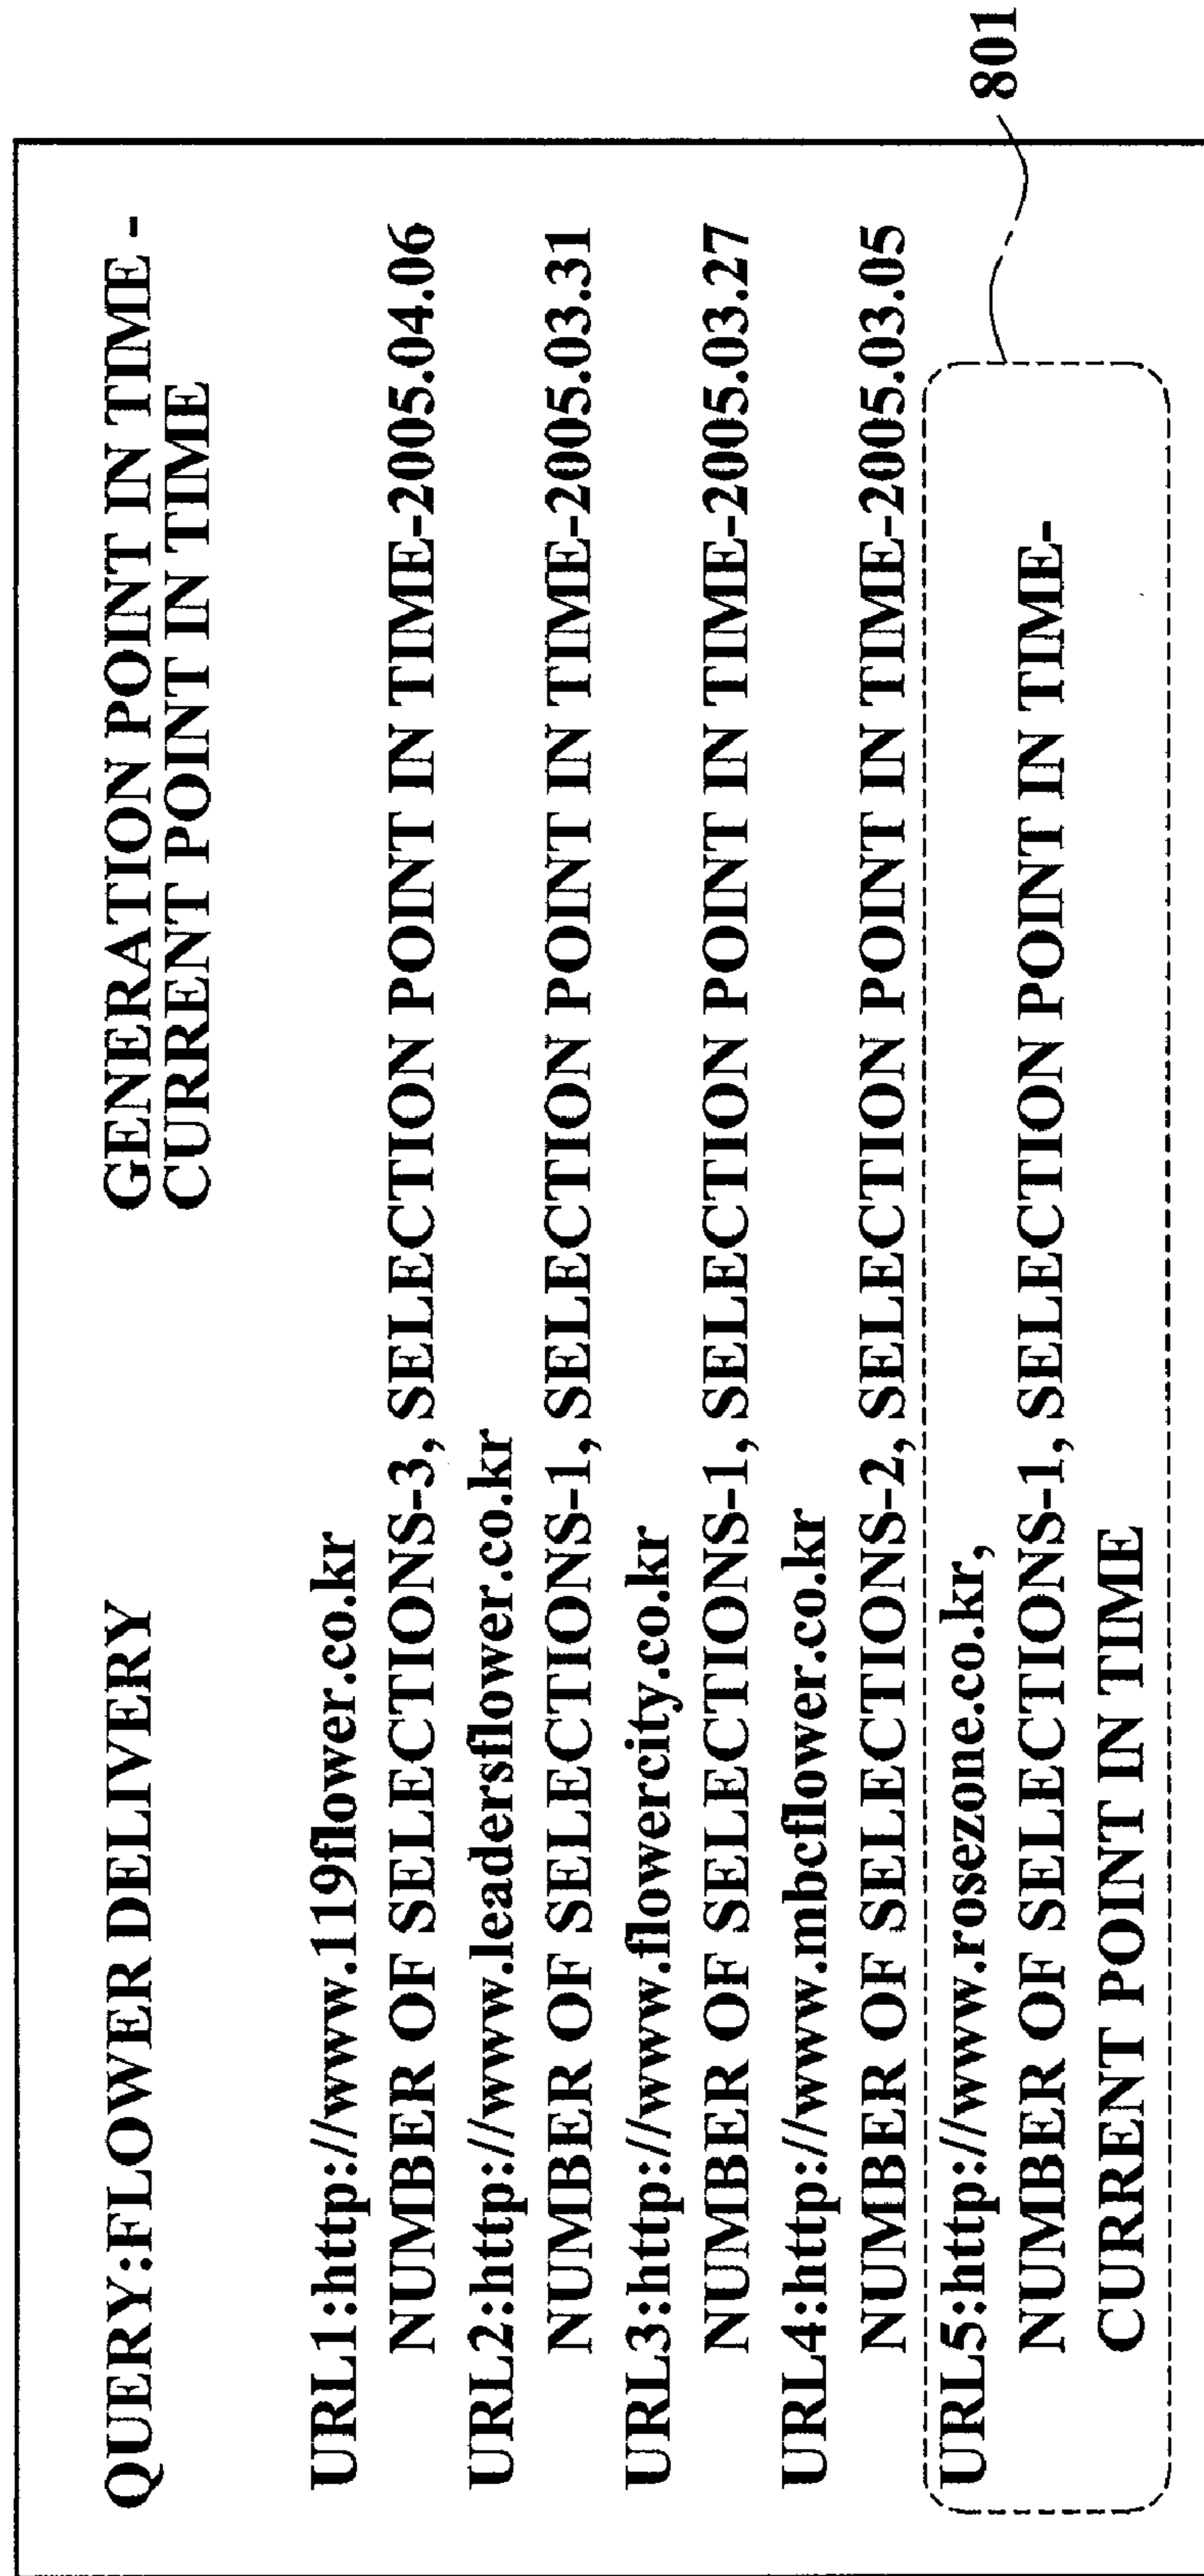 QUERY:FLOWER DELIVERY
GENERATION POINT IN TIME -
CURRENT POINT IN TIME
URL1:http://www.119flower.co.kr
NUMBER OF SELECTIONS-3, SELECTION POINT IN TIME-2005.04.06
URL2:http://www.leadersflower.co.kr
NUMBER OF SELECTIONS-1, SELECTION POINT IN TIME-2005.03.31
URL3:http://www.flowercity.co.kr
NUMBER OF SELECTIONS-1, SELECTION POINT IN TIME-2005.03.27
URL4:http://www.mbcflower.co.kr
NUMBER OF SELECTIONS-2, SELECTION POINT IN TIME-2005.03.05
URL5:http://www.rosezone.co.kr,
NUMBER OF SELECTIONS-1, SELECTION POINT IN TIME-
CURRENT POINT IN TIME
801